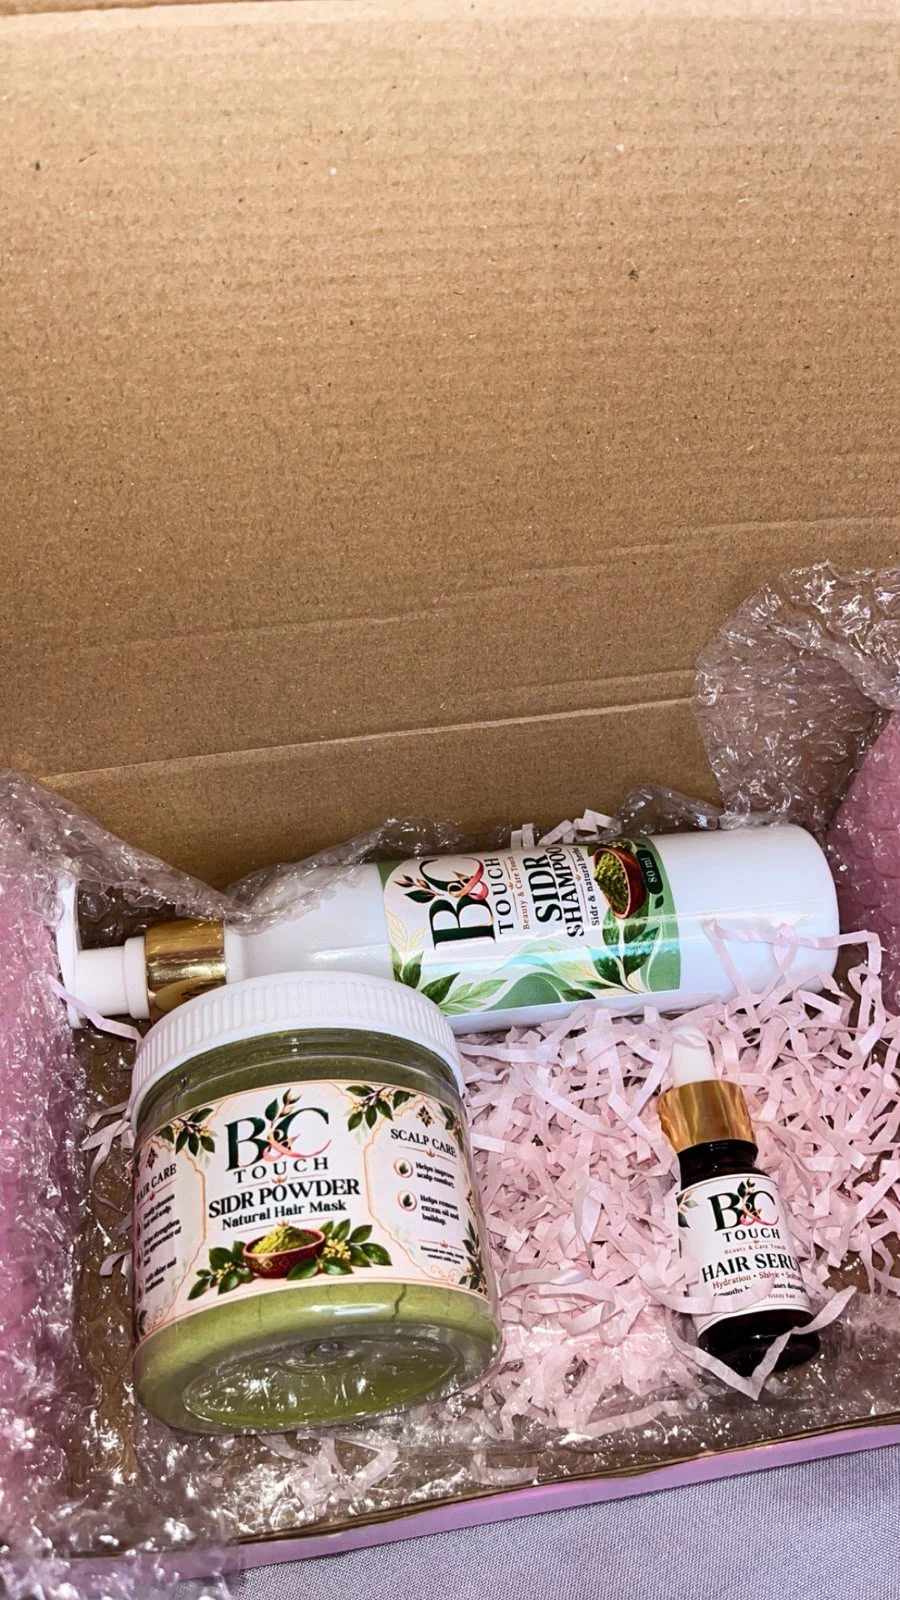 B&C
TOUCH
Beauty & Care Touch
SIDR
SHAMPOO
Sidr & natural herbs
80 ml
B&C
TOUCH
SIDR POWDER
Natural Hair Mask
HAIR CARE
SCALP CARE
Helps improve
scalp comfort.
Helps remove
excess oil and
buildup.
B&C
TOUCH
Beauty & Care Touch
HAIR SERU
Hydration • Shine •